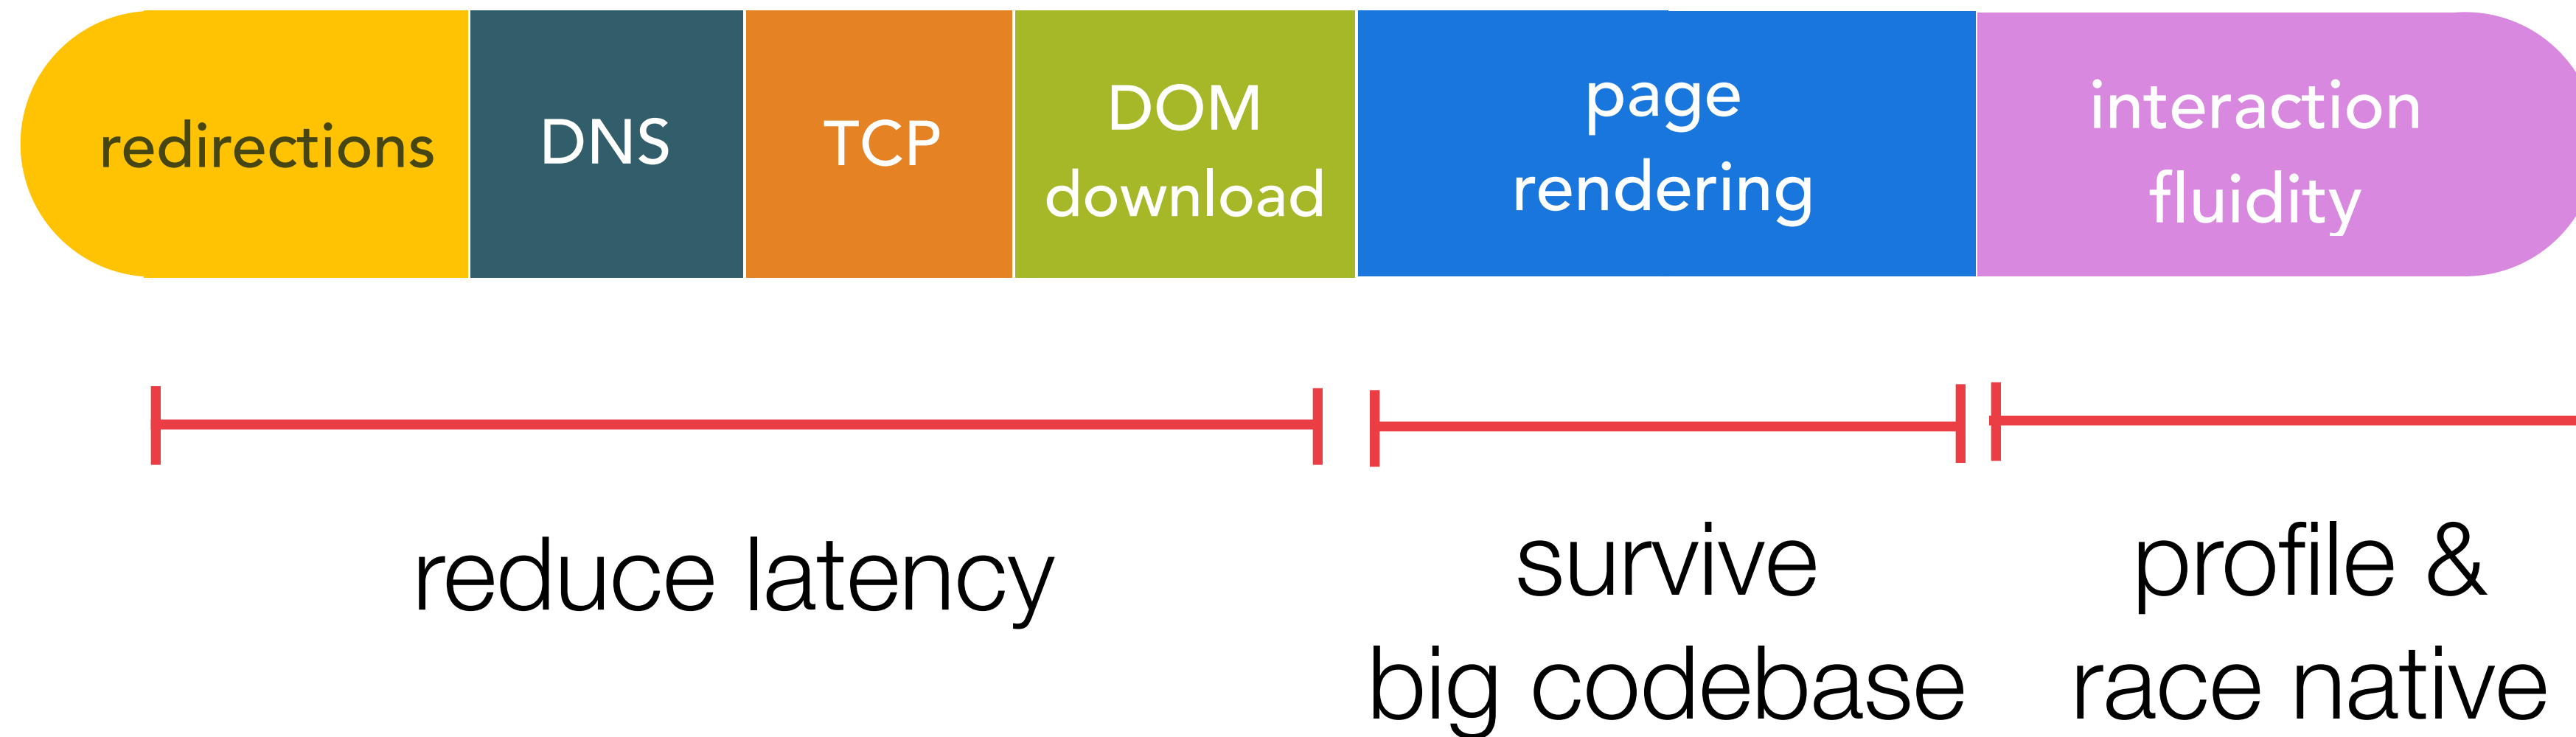 redirections
DNS
TCP
DOM
download
page
rendering
interaction
fluidity
reduce latency
survive
big codebase
profile &
race native